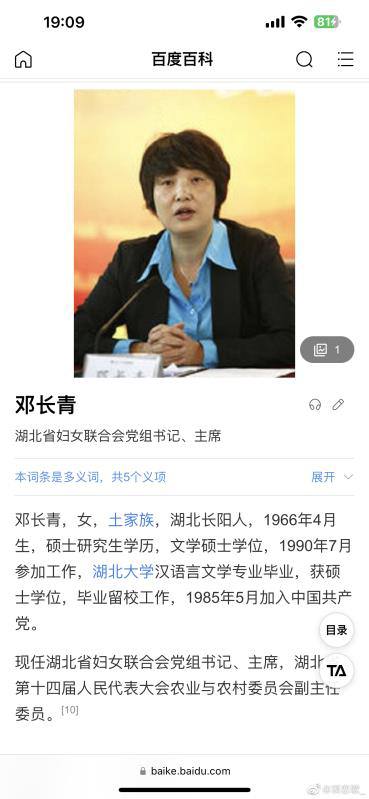 19:09
81
百度百科
1
邓长青
湖北省妇女联合会党组书记、主席
本词条是多义词，共5个义项
展开
邓长青，女，土家族，湖北长阳人，1966年4月
生，硕士研究生学历，文学硕士学位，1990年7月
参加工作，湖北大学汉语言文学专业毕业，获硕
士学位，毕业留校工作，1985年5月加入中国共产
党。
目录
现任湖北省妇女联合会党组书记、主席，湖北
第十四届人民代表大会农业与农村委员会副主任
委员。[10]
TA
baike.baidu.com